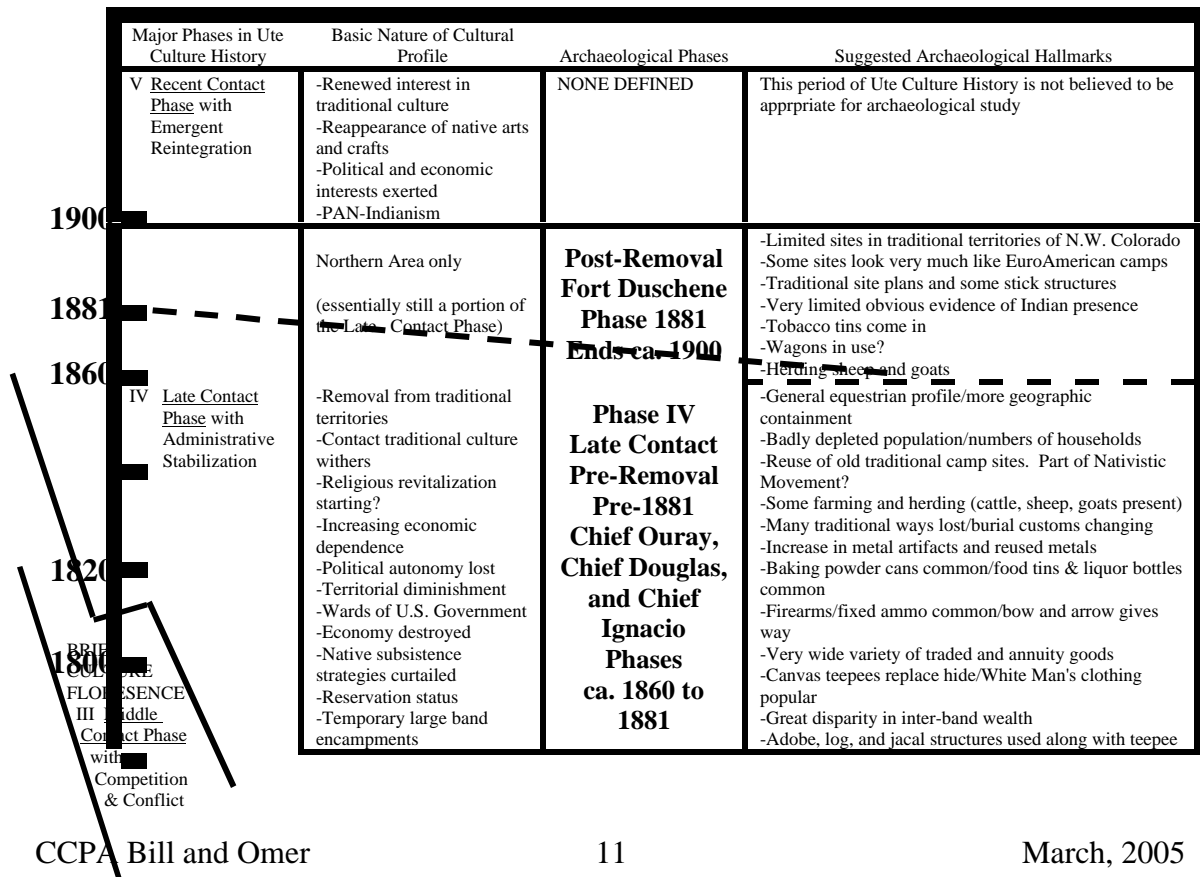 Major Phases in Ute
Culture History
Basic Nature of Cultural
Profile
Archaeological Phases
Suggested Archaeological Hallmarks
V Recent Contact
Phase with
Emergent
Reintegration
-Renewed interest in
traditional culture
-Reappearance of native arts
and crafts
-Political and economic
interests exerted
-PAN-Indianism
NONE DEFINED
This period of Ute Culture History is not believed to be
apprpriate for archaeological study
1900
1881
1860
1820
1800
Northern Area only
(essentially still a portion of
the Late Contact Phase)
Post-Removal
Fort Duschene
Phase 1881
Ends ca. 1900
-Limited sites in traditional territories of N.W. Colorado
-Some sites look very much like EuroAmerican camps
-Traditional site plans and some stick structures
-Very limited obvious evidence of Indian presence
-Tobacco tins come in
-Wagons in use?
-Herding sheep and goats
IV Late Contact
Phase with
Administrative
Stabilization
-Removal from traditional
territories
-Contact traditional culture
withers
-Religious revitalization
starting?
-Increasing economic
dependence
-Political autonomy lost
-Territorial diminishment
-Wards of U.S. Government
-Economy destroyed
-Native subsistence
strategies curtailed
-Reservation status
-Temporary large band
encampments
Phase IV
Late Contact
Pre-Removal
Pre-1881
Chief Ouray,
Chief Douglas,
and Chief
Ignacio
Phases
ca. 1860 to
1881
-General equestrian profile/more geographic
containment
-Badly depleted population/numbers of households
-Reuse of old traditional camp sites. Part of Nativistic
Movement?
-Some farming and herding (cattle, sheep, goats present)
-Many traditional ways lost/burial customs changing
-Increase in metal artifacts and reused metals
-Baking powder cans common/food tins & liquor bottles
common
-Firearms/fixed ammo common/bow and arrow gives
way
-Very wide variety of traded and annuity goods
-Canvas teepees replace hide/White Man's clothing
popular
-Great disparity in inter-band wealth
-Adobe, log, and jacal structures used along with teepee
BRIEF
CULTURE
FLORESENCE
III Middle
Contact Phase
with
Competition
& Conflict
CCPA Bill and Omer
11
March, 2005